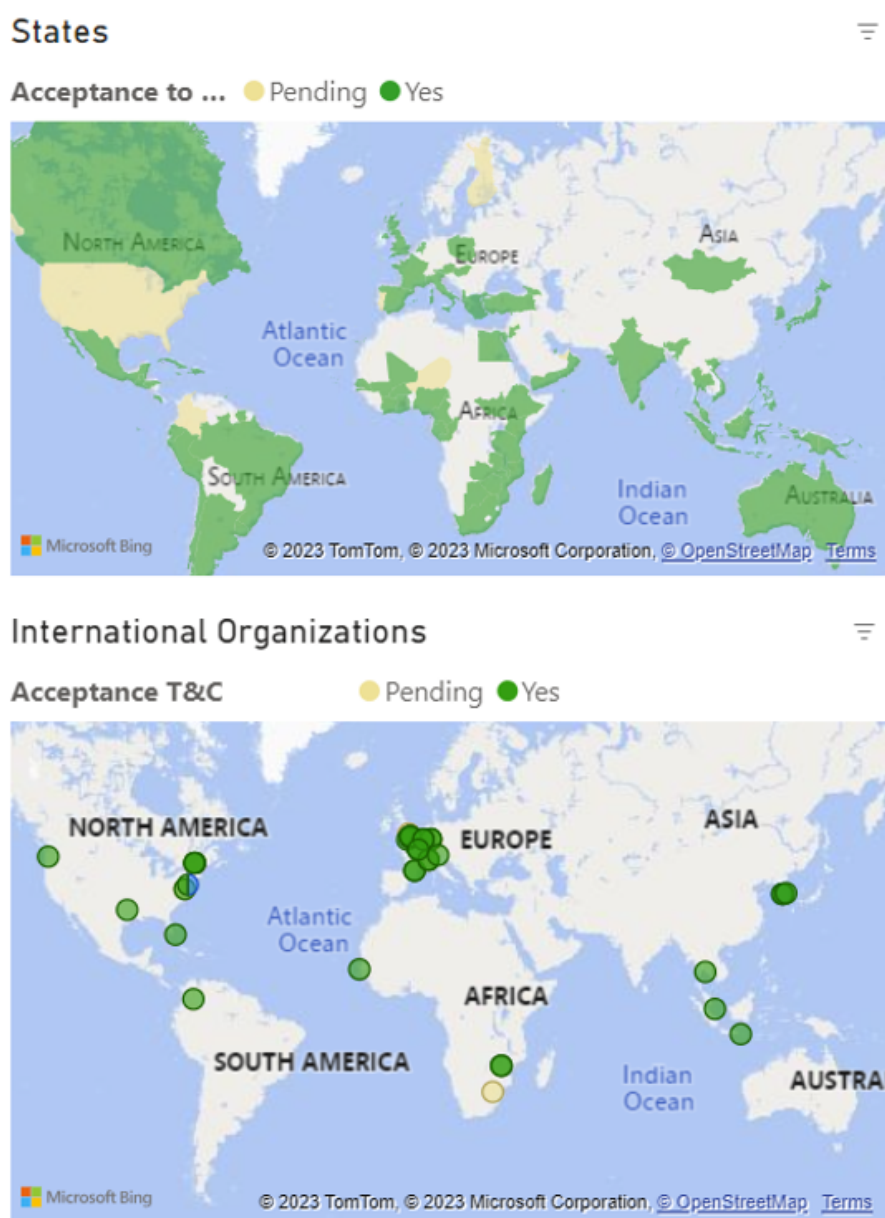 States
Acceptance to ... Pending Yes
NORTH AMERICA
EUROPE
ASIA
Atlantic
Ocean
AFRICA
SOUTH AMERICA
Indian
Ocean
AUSTRALIA
Microsoft Bing
© 2023 TomTom, © 2023 Microsoft Corporation, © OpenStreetMap Terms
International Organizations
Acceptance T&C Pending Yes
NORTH AMERICA
EUROPE
ASIA
Atlantic
Ocean
AFRICA
SOUTH AMERICA
Indian
Ocean
AUSTRA
Microsoft Bing
© 2023 TomTom, © 2023 Microsoft Corporation, © OpenStreetMap Terms